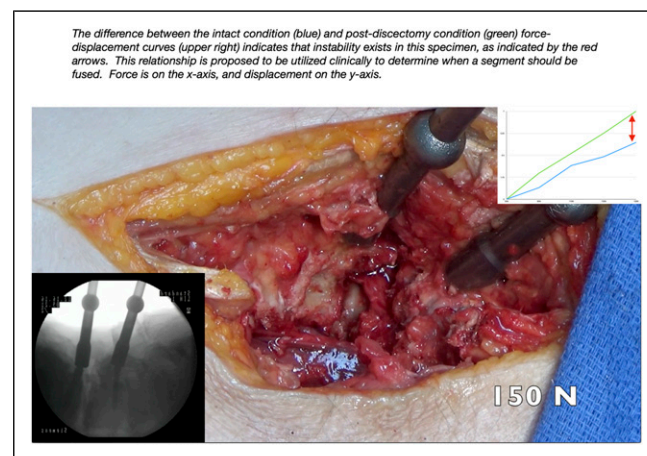 The difference between the intact condition (blue) and post-discectomy condition (green) force-
displacement curves (upper right) indicates that instability exists in this specimen, as indicated by the red
arrows.  This relationship is proposed to be utilized clinically to determine when a segment should be
fused.  Force is on the x-axis, and displacement on the y-axis.
150 N